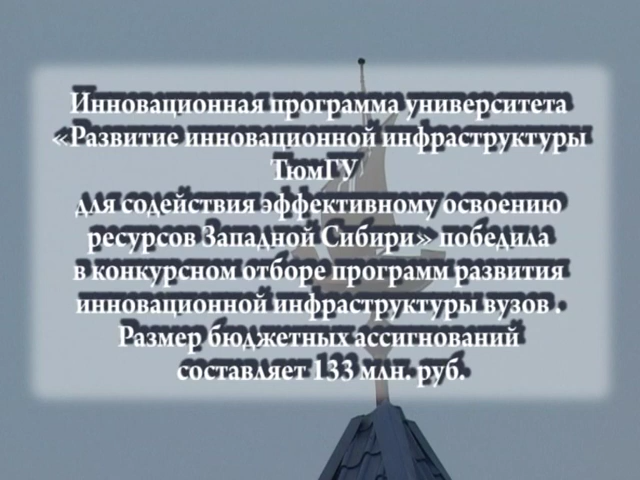 Инновационная программа университета
«Развитие инновационной инфраструктуры
ТюмГУ
для содействия эффективному освоению
ресурсов Западной Сибири» победила
в конкурсном отборе программ развития
инновационной инфраструктуры вузов .
Размер бюджетных ассигнований
составляет 133 млн. руб.